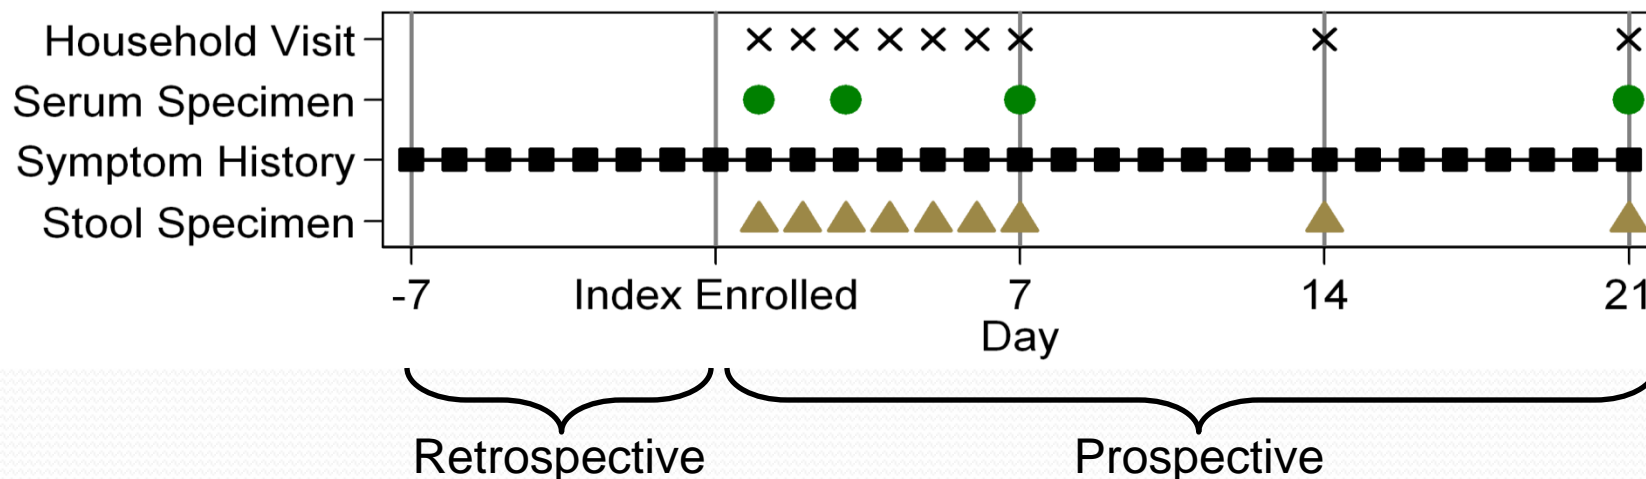 Household Visit
Serum Specimen
Symptom History
Stool Specimen
-7 Index Enrolled 7 14 21
Day
Retrospective Prospective